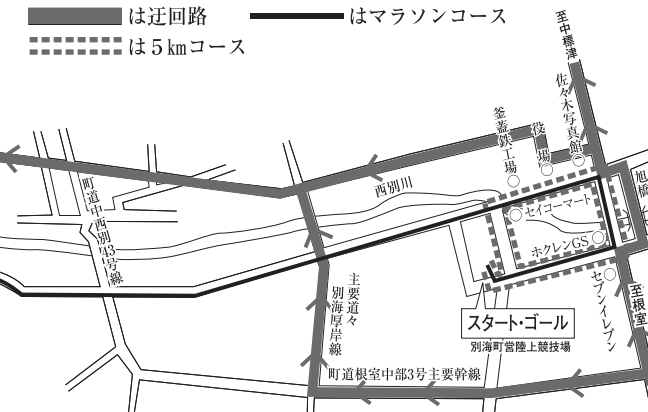 は迂回路
はマラソンコース
は5kmコース
至中標津
佐々木写真館
役場
釜蓋鉄工場
西別川
旭橋
町道中西別43号線
セイコーマート
ホクレンGS
セブンイレブン
至根室
主要道々
別海厚岸線
スタート・ゴール
別海町営陸上競技場
町道根室中部3号主要幹線